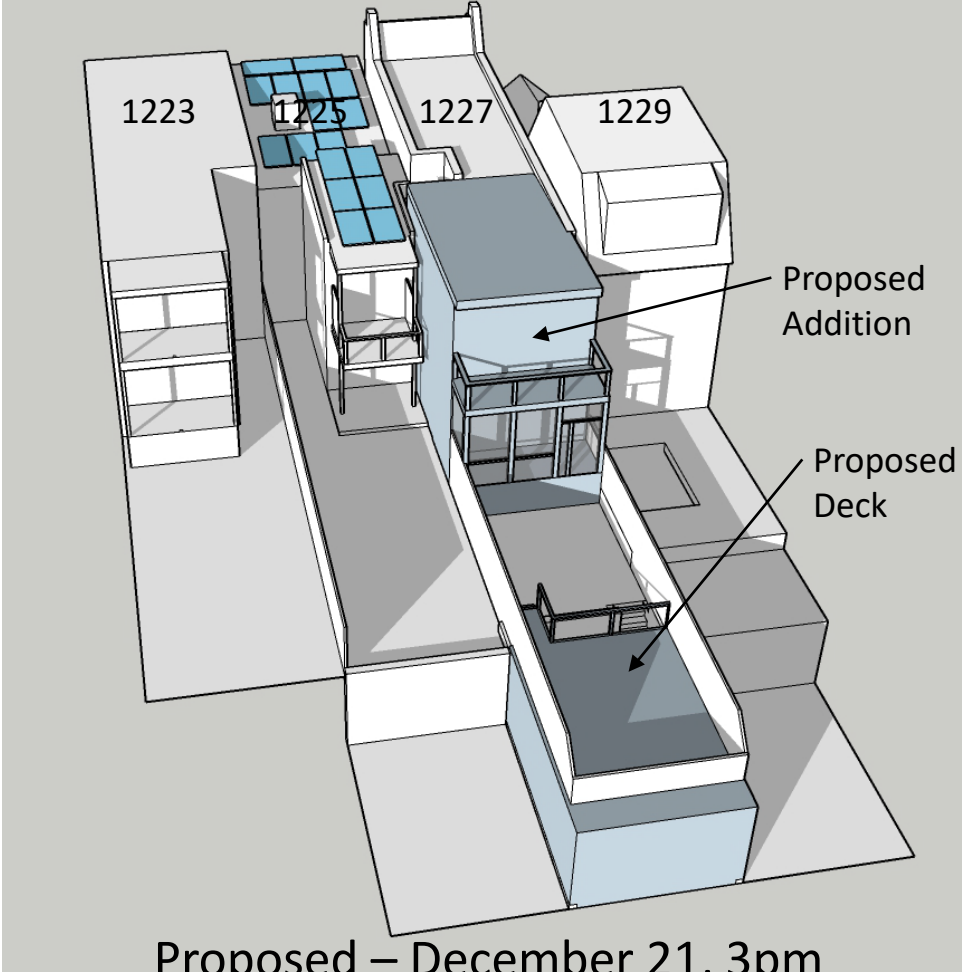 1223
1225
1227
1229
Proposed
Addition
Proposed
Deck
Proposed – December 21, 3pm